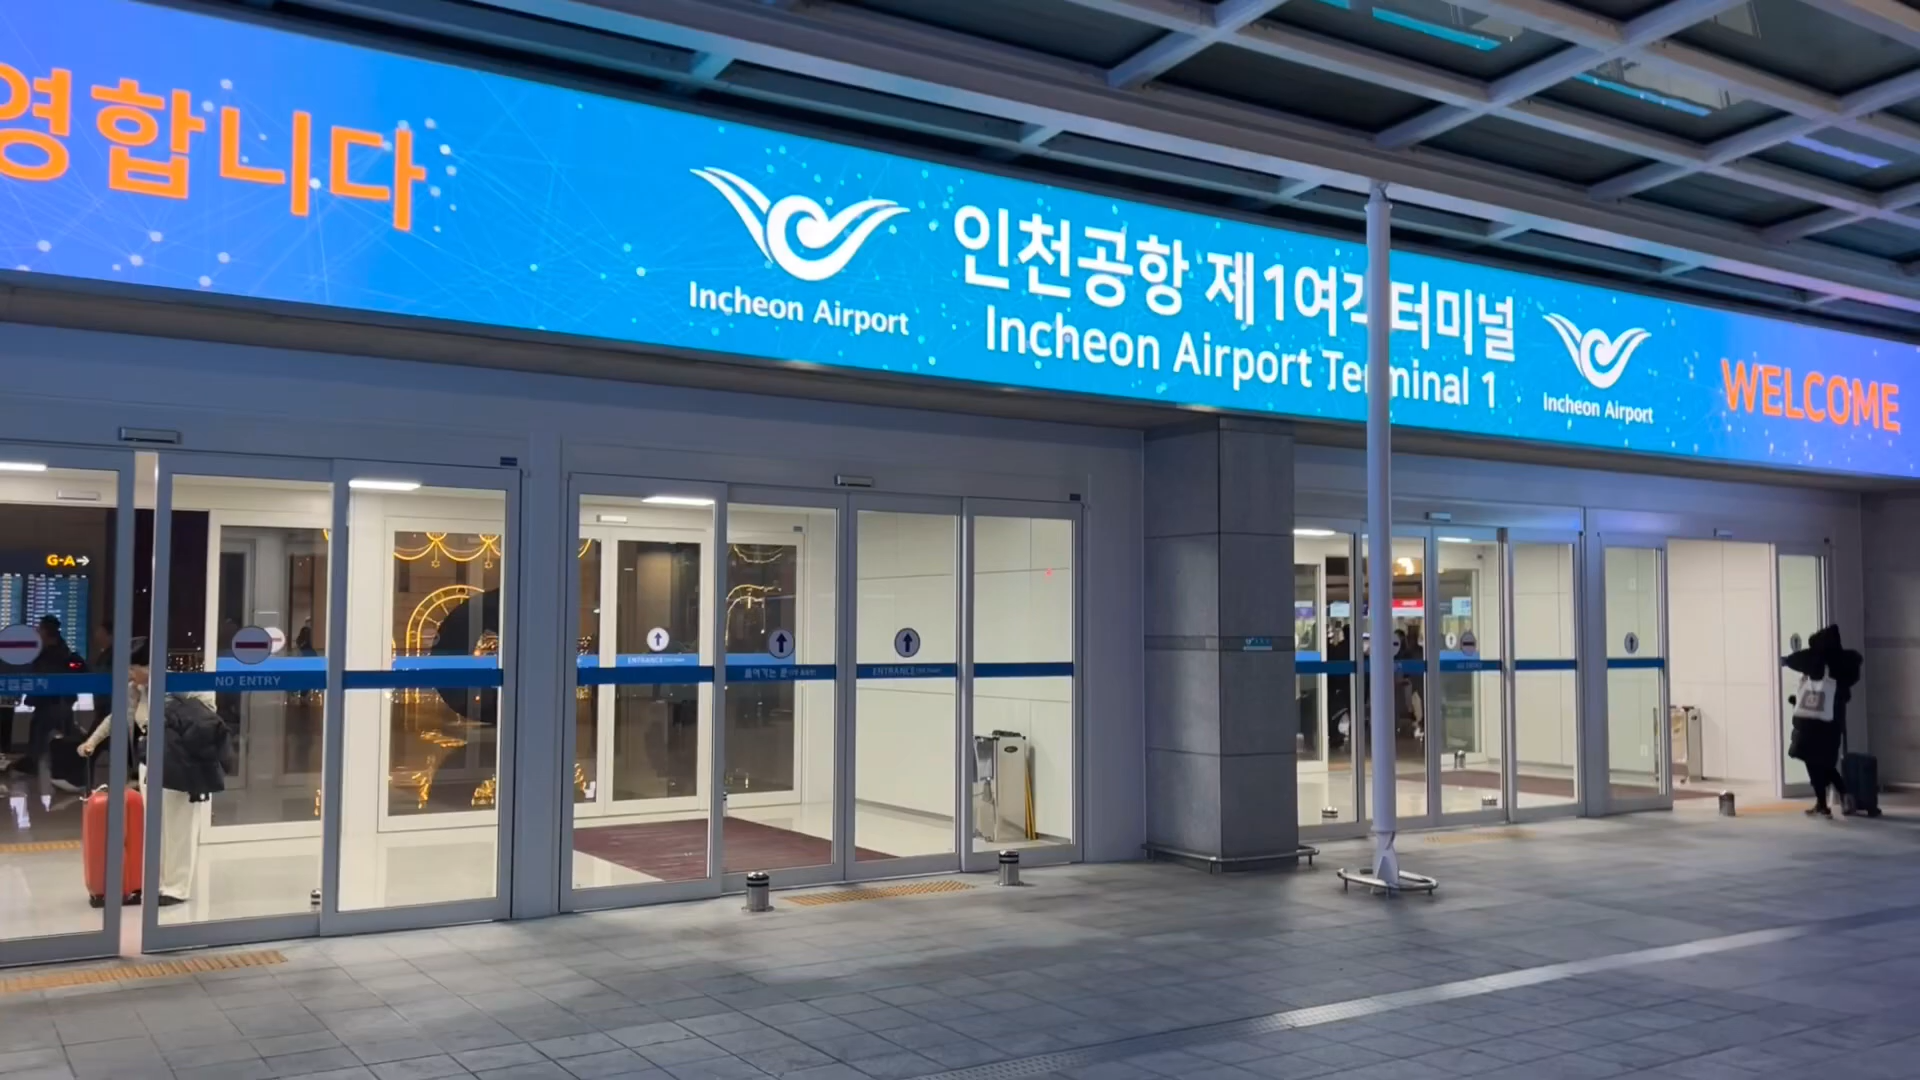 영합니다
Incheon Airport
인천공항 제1여객터미널
Incheon Airport Terminal 1
Incheon Airport
WELCOME
G-A→
NO ENTRY
ENTRANCE
ENTRANCE